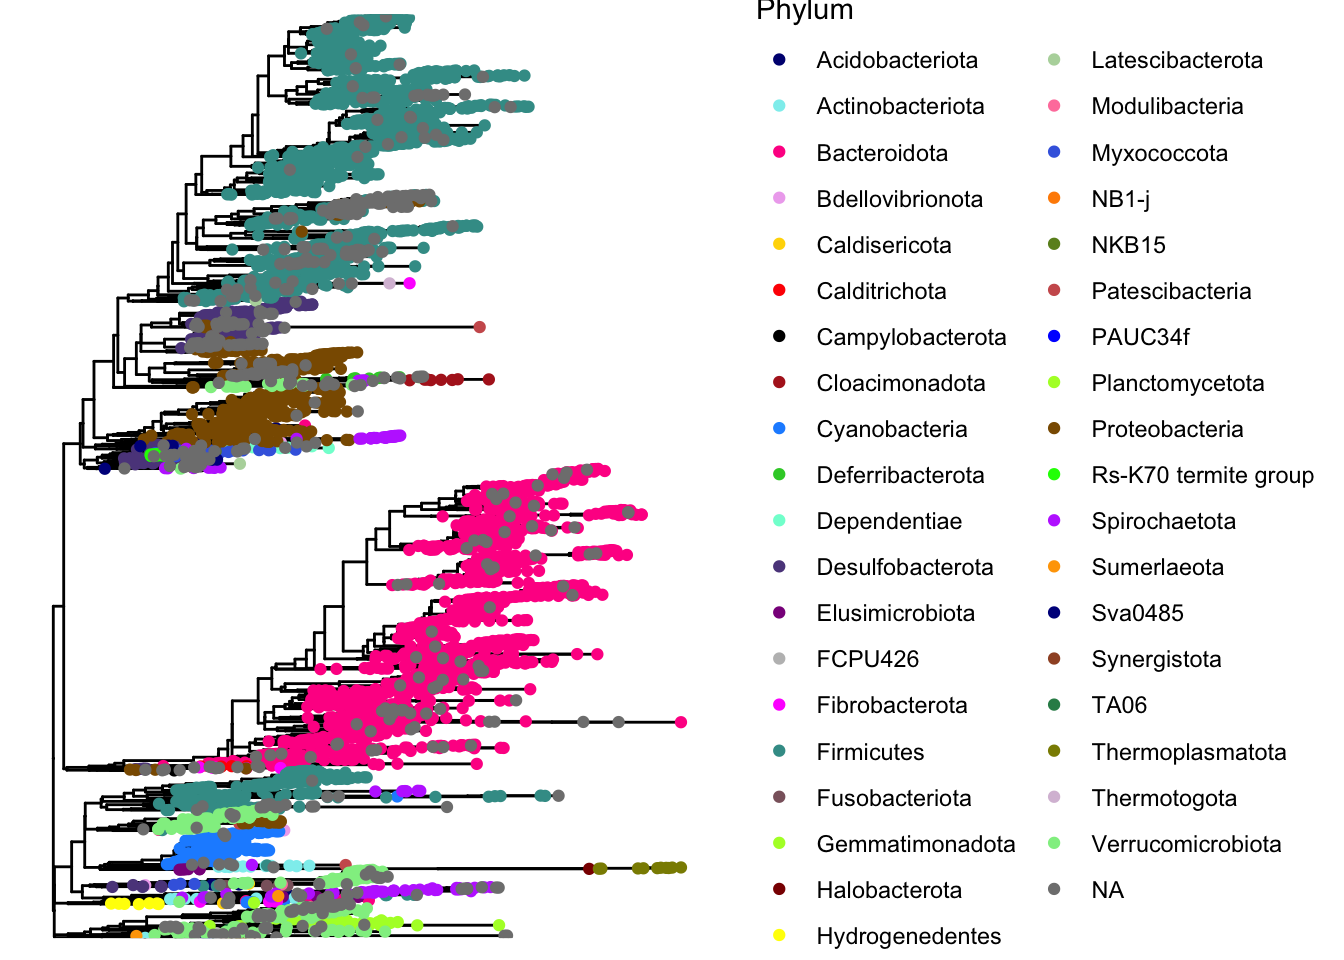 Phylum
Acidobacteriota
Actinobacteriota
Bacteroidota
Bdellovibrionota
Caldisericota
Calditrichota
Campylobacterota
Cloacimonadota
Cyanobacteria
Deferribacterota
Dependentiae
Desulfobacterota
Elusimicrobiota
FCPU426
Fibrobacterota
Firmicutes
Fusobacteriota
Gemmatimonadota
Halobacterota
Hydrogenedentes
Latescibacterota
Modulibacteria
Myxococcota
NB1-j
NKB15
Patescibacteria
PAUC34f
Planctomycetota
Proteobacteria
Rs-K70 termite group
Spirochaetota
Sumerlaeota
Sva0485
Synergistota
TA06
Thermoplasmatota
Thermotogota
Verrucomicrobiota
NA